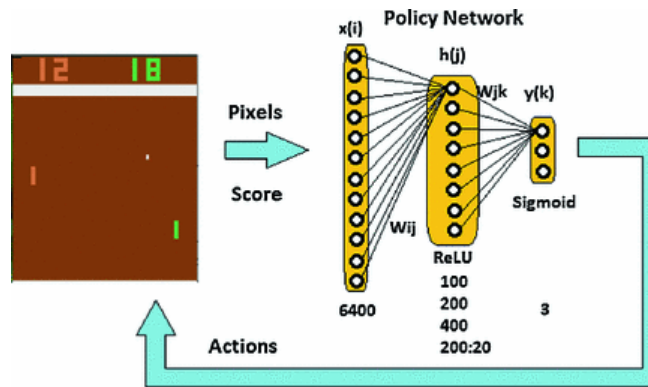 Policy Network
12 18
x(i)
h(j)
Wjk
y(k)
Pixels
Score
Wij
Sigmoid
ReLU
6400
100
200
400
200:20
3
Actions